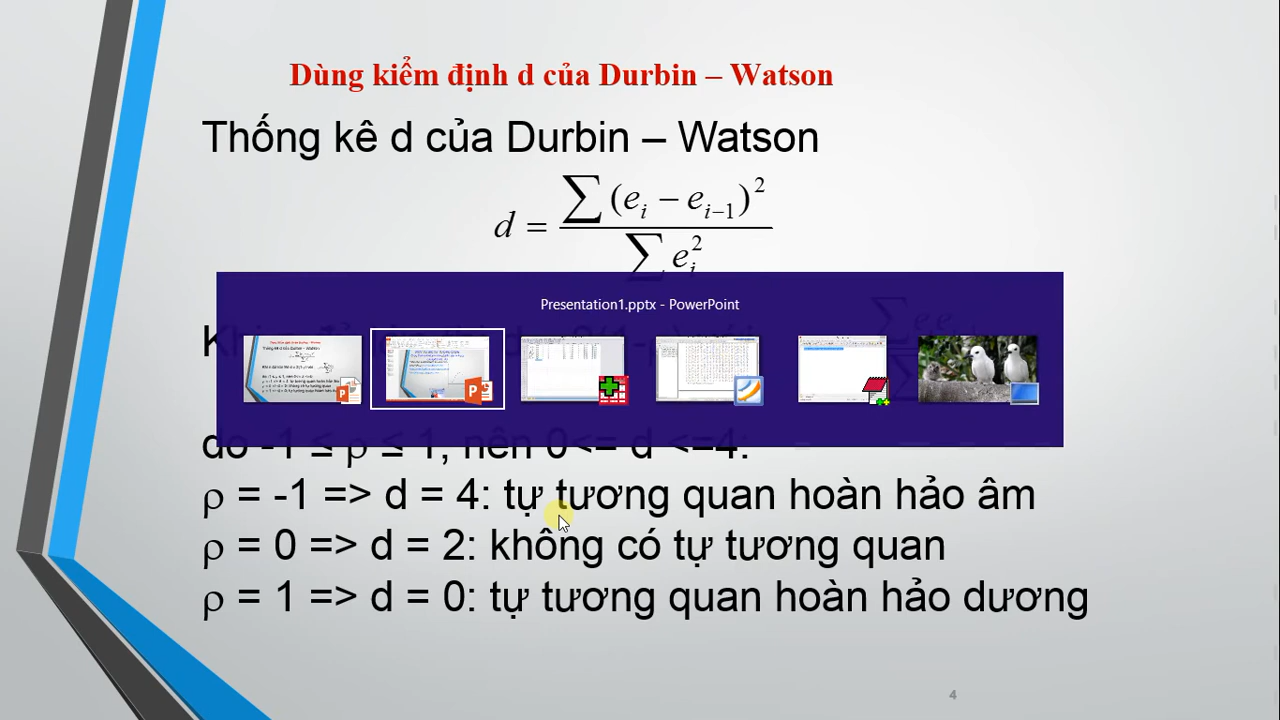 Dùng kiểm định d của Durbin – Watson
Thống kê d của Durbin – Watson
d = ∑ (eᵢ − eᵢ₋₁)² / ∑ eᵢ²
Presentation1.pptx - PowerPoint
do -1 ≤ ρ ≤ 1, nên 0<= d <=4:
ρ = -1 => d = 4: tự tương quan hoàn hảo âm
ρ = 0 => d = 2: không có tự tương quan
ρ = 1 => d = 0: tự tương quan hoàn hảo dương
4